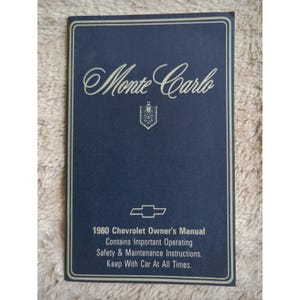 Monte Carlo
1980 Chevrolet Owner's Manual
Contains Important Operating
Safety & Maintenance Instructions.
Keep With Car At All Times.